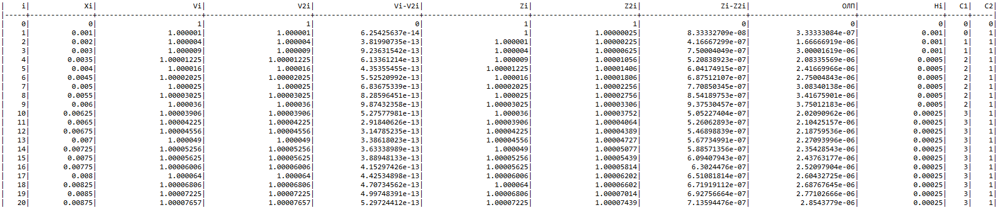 | i| Xi| Vi| V2i| Vi-V2i| Zi| Z2i| Zi-Z2i| ОЛП| Hi| C1| C2|
|-----+--------------+------------------------+------------------------+------------------------+------------------------+------------------------+------------------------+------------------------+-------------------+----+----|
| 0| 0| 1| 1| 0| 1| 1| 0| 0| 0| 0| 0|
| 1| 0.001| 1.000001| 1.000001| 6.25425637e-14| 1| 1.00000025| 8.33332709e-08| 3.33333084e-07| 0.001| 0| 1|
| 2| 0.002| 1.000004| 1.000004| 3.81990735e-13| 1.000001| 1.00000225| 4.16667299e-07| 1.66666919e-06| 0.001| 1| 1|
| 3| 0.003| 1.000009| 1.000009| 9.23631542e-13| 1.000004| 1.00000625| 7.50004049e-07| 3.00001619e-06| 0.001| 1| 1|
| 4| 0.0035| 1.00001225| 1.00001225| 6.13361214e-13| 1.000009| 1.00001056| 5.20838923e-07| 2.08335569e-06| 0.0005| 2| 1|
| 5| 0.004| 1.000016| 1.000016| 4.35355455e-13| 1.00001225| 1.00001406| 6.04174915e-07| 2.41669966e-06| 0.0005| 2| 1|
| 6| 0.0045| 1.00002025| 1.00002025| 5.52520992e-13| 1.000016| 1.00001806| 6.87512107e-07| 2.75004843e-06| 0.0005| 2| 1|
| 7| 0.005| 1.000025| 1.000025| 6.83675339e-13| 1.00002025| 1.00002256| 7.70850345e-07| 3.08340138e-06| 0.0005| 2| 1|
| 8| 0.0055| 1.00003025| 1.00003025| 8.28596451e-13| 1.000025| 1.00002756| 8.54189753e-07| 3.41675901e-06| 0.0005| 2| 1|
| 9| 0.006| 1.000036| 1.000036| 9.87432358e-13| 1.00003025| 1.00003306| 9.37530457e-07| 3.75012183e-06| 0.0005| 2| 1|
| 10| 0.00625| 1.00003906| 1.00003906| 5.27577981e-13| 1.000036| 1.00003752| 5.05227404e-07| 2.02090962e-06| 0.00025| 3| 1|
| 11| 0.0065| 1.00004225| 1.00004225| 2.91840626e-13| 1.00003906| 1.00004064| 5.26062893e-07| 2.10425157e-06| 0.00025| 3| 1|
| 12| 0.00675| 1.00004556| 1.00004556| 3.14785235e-13| 1.00004225| 1.00004389| 5.46898839e-07| 2.18759536e-06| 0.00025| 3| 1|
| 13| 0.007| 1.000049| 1.000049| 3.38618023e-13| 1.00004556| 1.00004727| 5.67734991e-07| 2.27093996e-06| 0.00025| 3| 1|
| 14| 0.00725| 1.00005256| 1.00005256| 3.63338989e-13| 1.000049| 1.00005077| 5.88571356e-07| 2.35428543e-06| 0.00025| 3| 1|
| 15| 0.0075| 1.00005625| 1.00005625| 3.88948133e-13| 1.00005256| 1.00005439| 6.09407943e-07| 2.43763177e-06| 0.00025| 3| 1|
| 16| 0.00775| 1.00006006| 1.00006006| 4.15297426e-13| 1.00005625| 1.00005814| 6.3024476e-07| 2.52097904e-06| 0.00025| 3| 1|
| 17| 0.008| 1.000064| 1.000064| 4.42534898e-13| 1.00006006| 1.00006202| 6.51081814e-07| 2.60432725e-06| 0.00025| 3| 1|
| 18| 0.00825| 1.00006806| 1.00006806| 4.70734562e-13| 1.000064| 1.00006602| 6.71919112e-07| 2.68767645e-06| 0.00025| 3| 1|
| 19| 0.0085| 1.00007225| 1.00007225| 4.99748391e-13| 1.00006806| 1.00007014| 6.92756664e-07| 2.77102666e-06| 0.00025| 3| 1|
| 20| 0.00875| 1.00007657| 1.00007657| 5.29724412e-13| 1.00007225| 1.00007439| 7.13594476e-07| 2.8543779e-06| 0.00025| 3| 1|